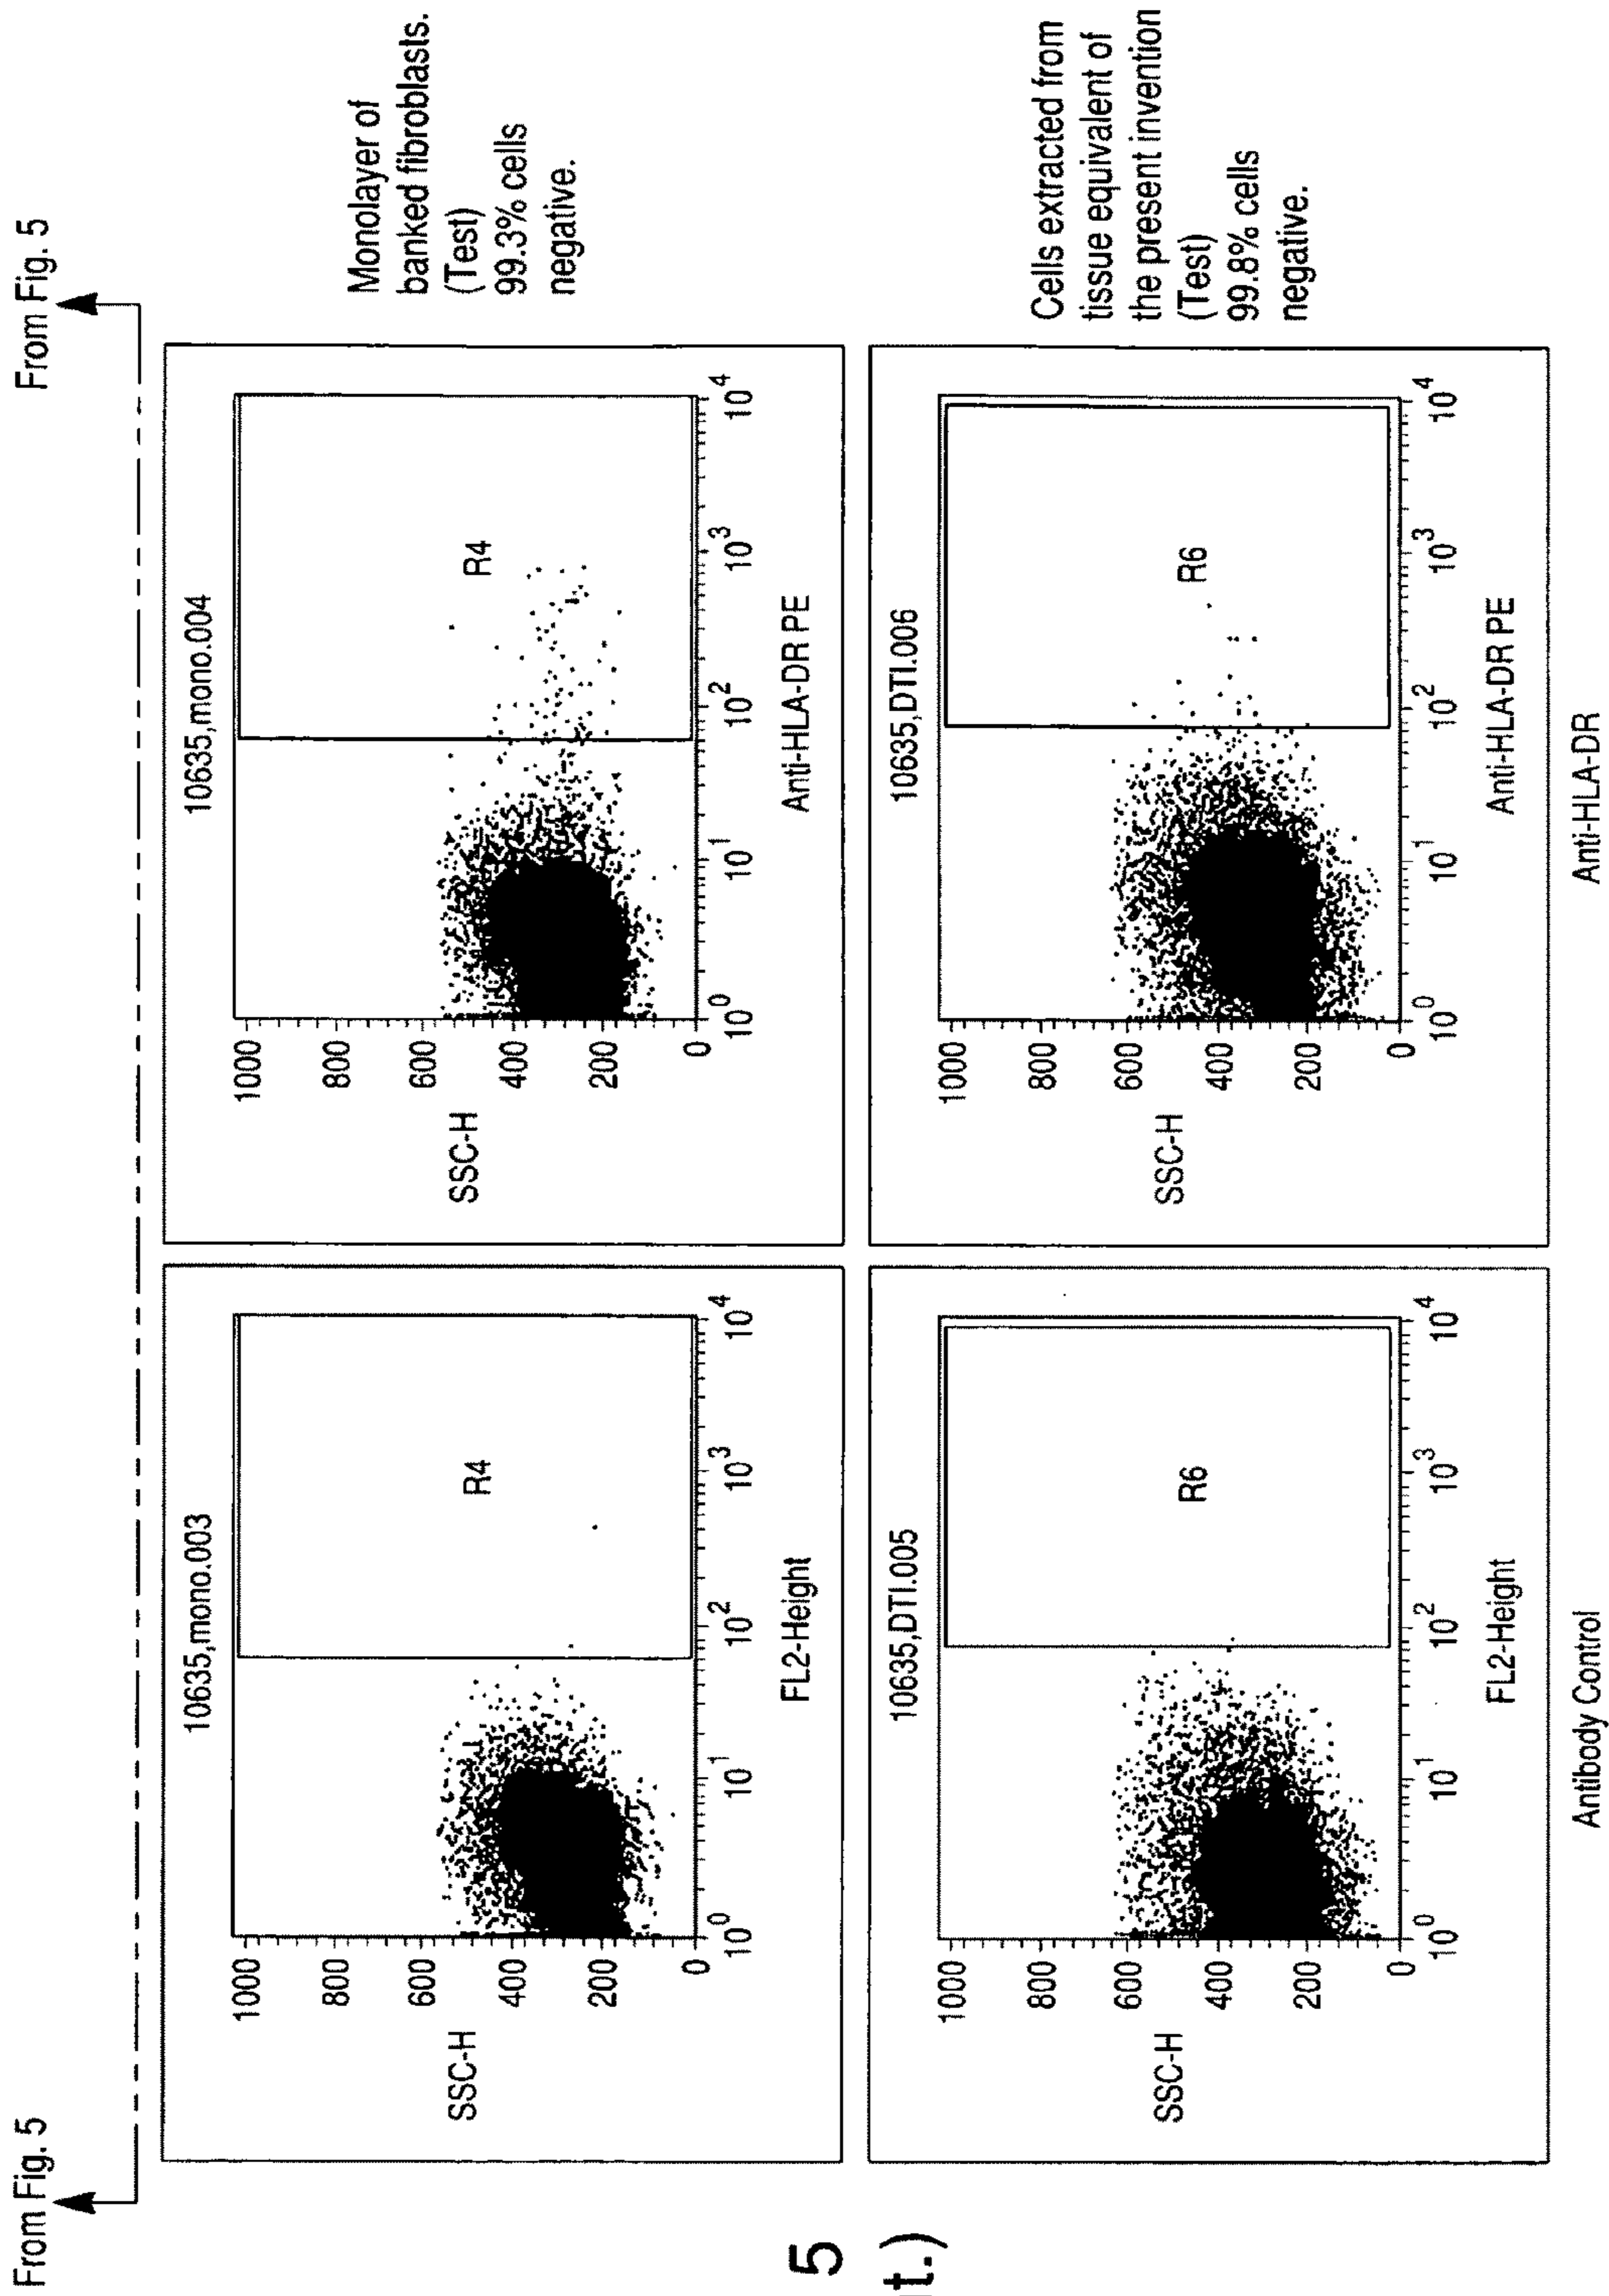 From Fig. 5
From Fig. 5
10635,mono.003
1000
800
600
400
200
0
SSC-H
R4
10^0
10^1
10^2
10^3
10^4
FL2-Height
10635,mono.004
1000
800
600
400
200
0
SSC-H
R4
10^0
10^1
10^2
10^3
10^4
Anti-HLA-DR PE
Monolayer of
banked fibroblasts.
(Test)
99.3% cells
negative.
10635,DTI.005
1000
800
600
400
200
0
SSC-H
R6
10^0
10^1
10^2
10^3
10^4
FL2-Height
Antibody Control
10635,DTI.006
1000
800
600
400
200
0
SSC-H
R6
10^0
10^1
10^2
10^3
10^4
Anti-HLA-DR PE
Anti-HLA-DR
Cells extracted from
tissue equivalent of
the present invention
(Test)
99.8% cells
negative.
5
t.)